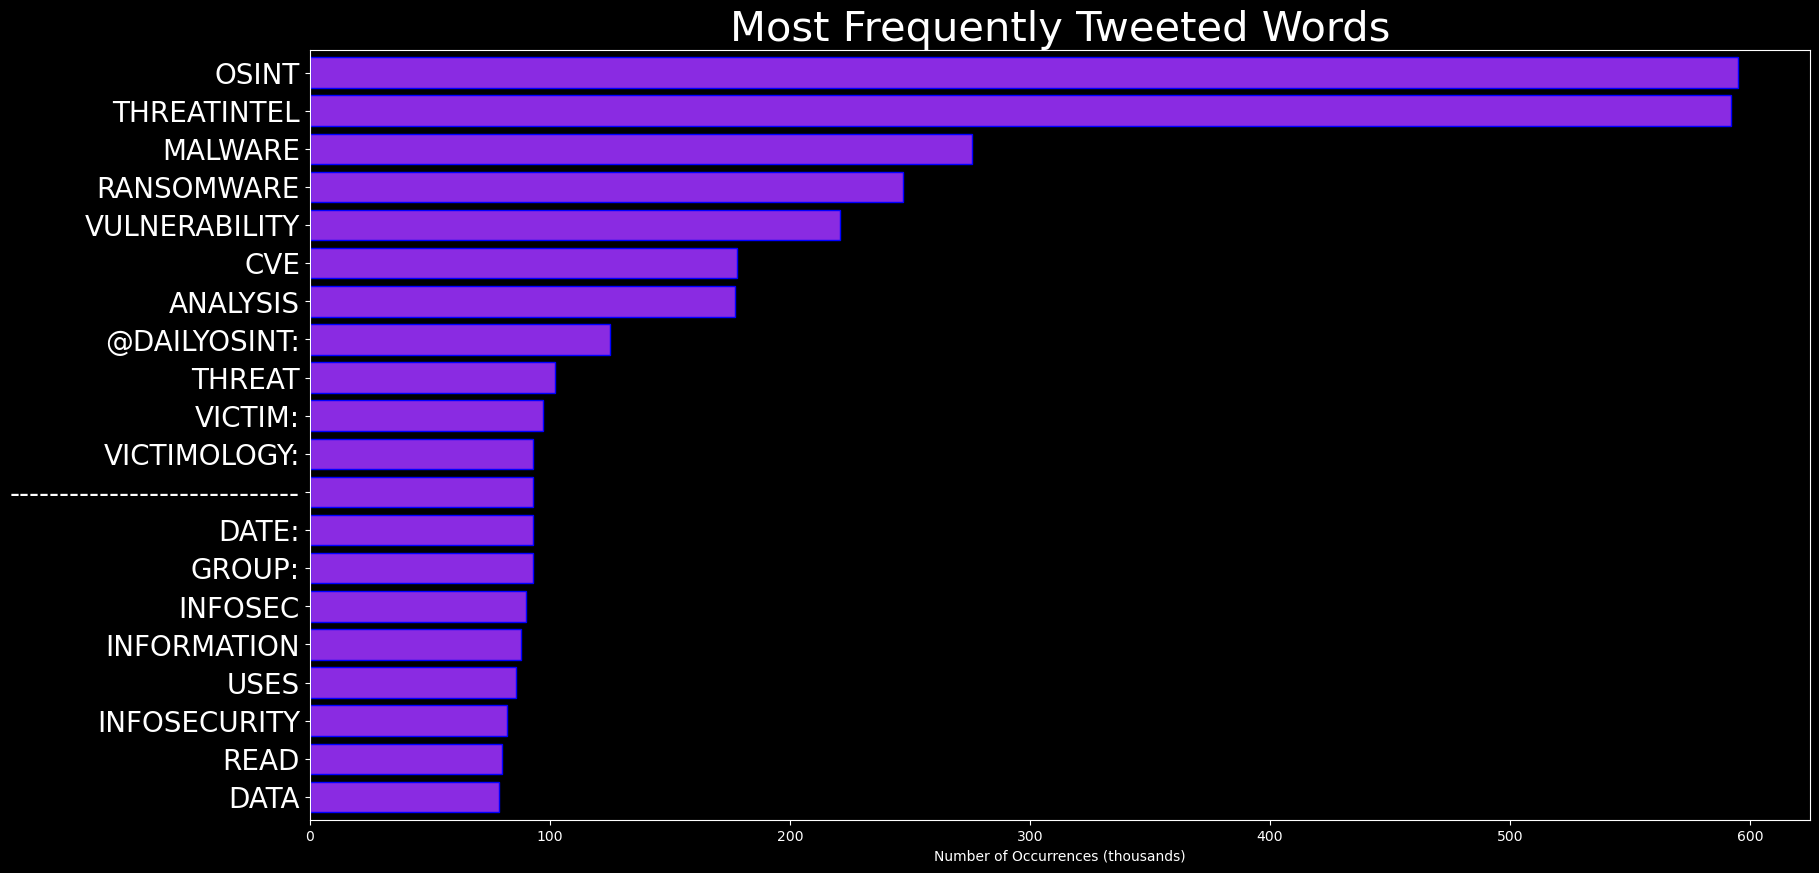 Most Frequently Tweeted Words
OSINT
THREATINTEL
MALWARE
RANSOMWARE
VULNERABILITY
CVE
ANALYSIS
@DAILYOSINT:
THREAT
VICTIM:
VICTIMOLOGY:
-----------------------------
DATE:
GROUP:
INFOSEC
INFORMATION
USES
INFOSECURITY
READ
DATA
0 100 200 300 400 500 600
Number of Occurrences (thousands)